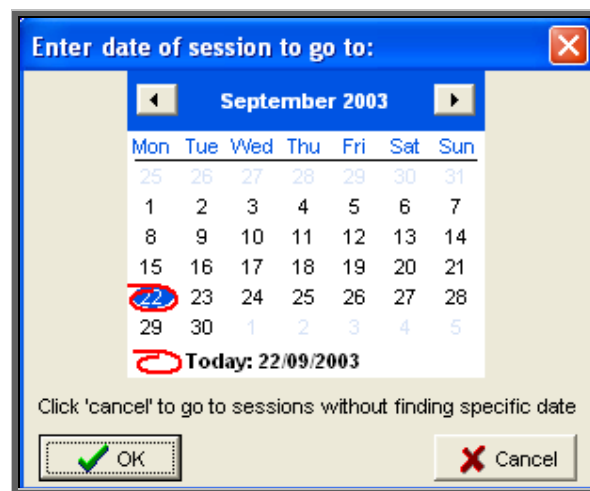 Enter date of session to go to:
September 2003
Mon Tue Wed Thu Fri Sat Sun
25 26 27 28 29 30 31
1 2 3 4 5 6 7
8 9 10 11 12 13 14
15 16 17 18 19 20 21
22 23 24 25 26 27 28
29 30 1 2 3 4 5
Today: 22/09/2003
Click 'cancel' to go to sessions without finding specific date
OK Cancel